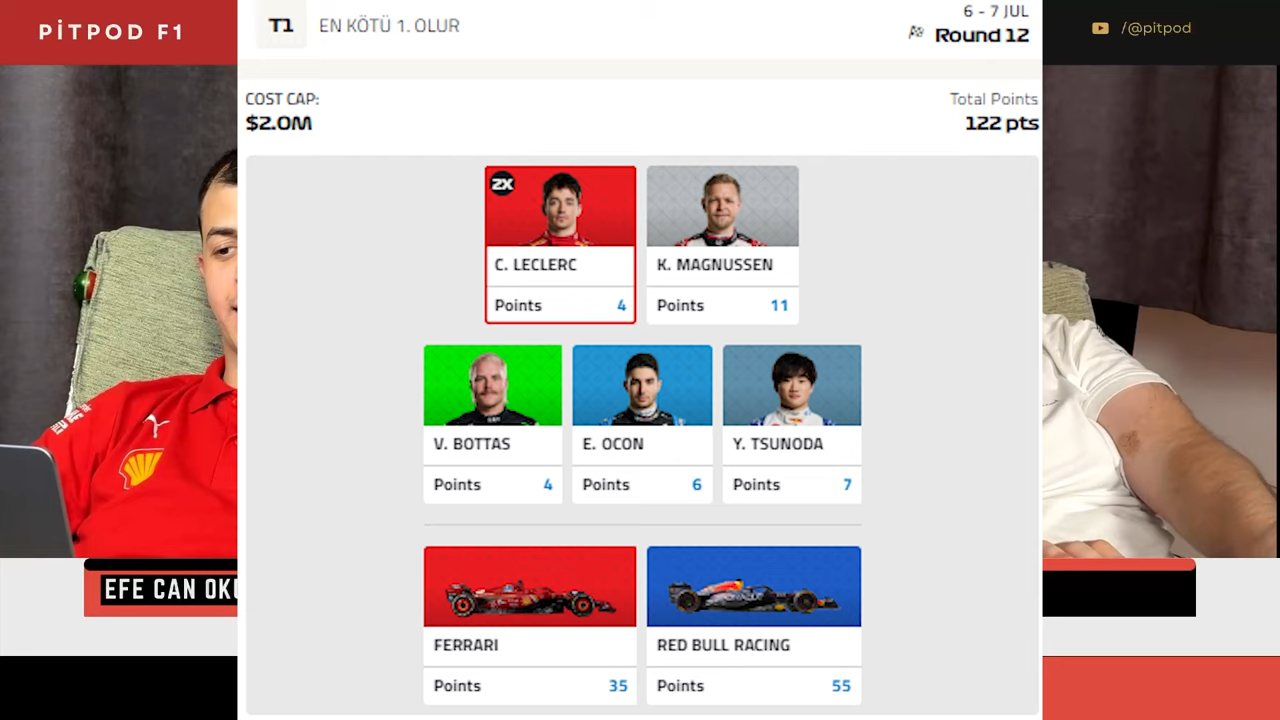 PİTPOD F1
T1
EN KÖTÜ 1. OLUR
6 - 7 JUL
Round 12
/@pitpod
COST CAP:
$2.0M
Total Points
122 pts
2X
C. LECLERC
Points 4
K. MAGNUSSEN
Points 11
V. BOTTAS
Points 4
E. OCON
Points 6
Y. TSUNODA
Points 7
FERRARI
Points 35
RED BULL RACING
Points 55
EFE CAN